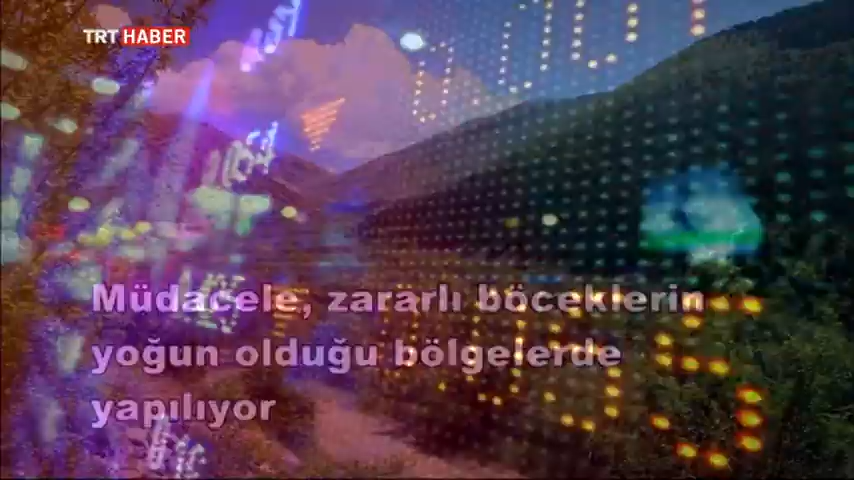 TRT HABER
Müdacele, zararlı böceklerin
yoğun olduğu bölgelerde
yapılıyor